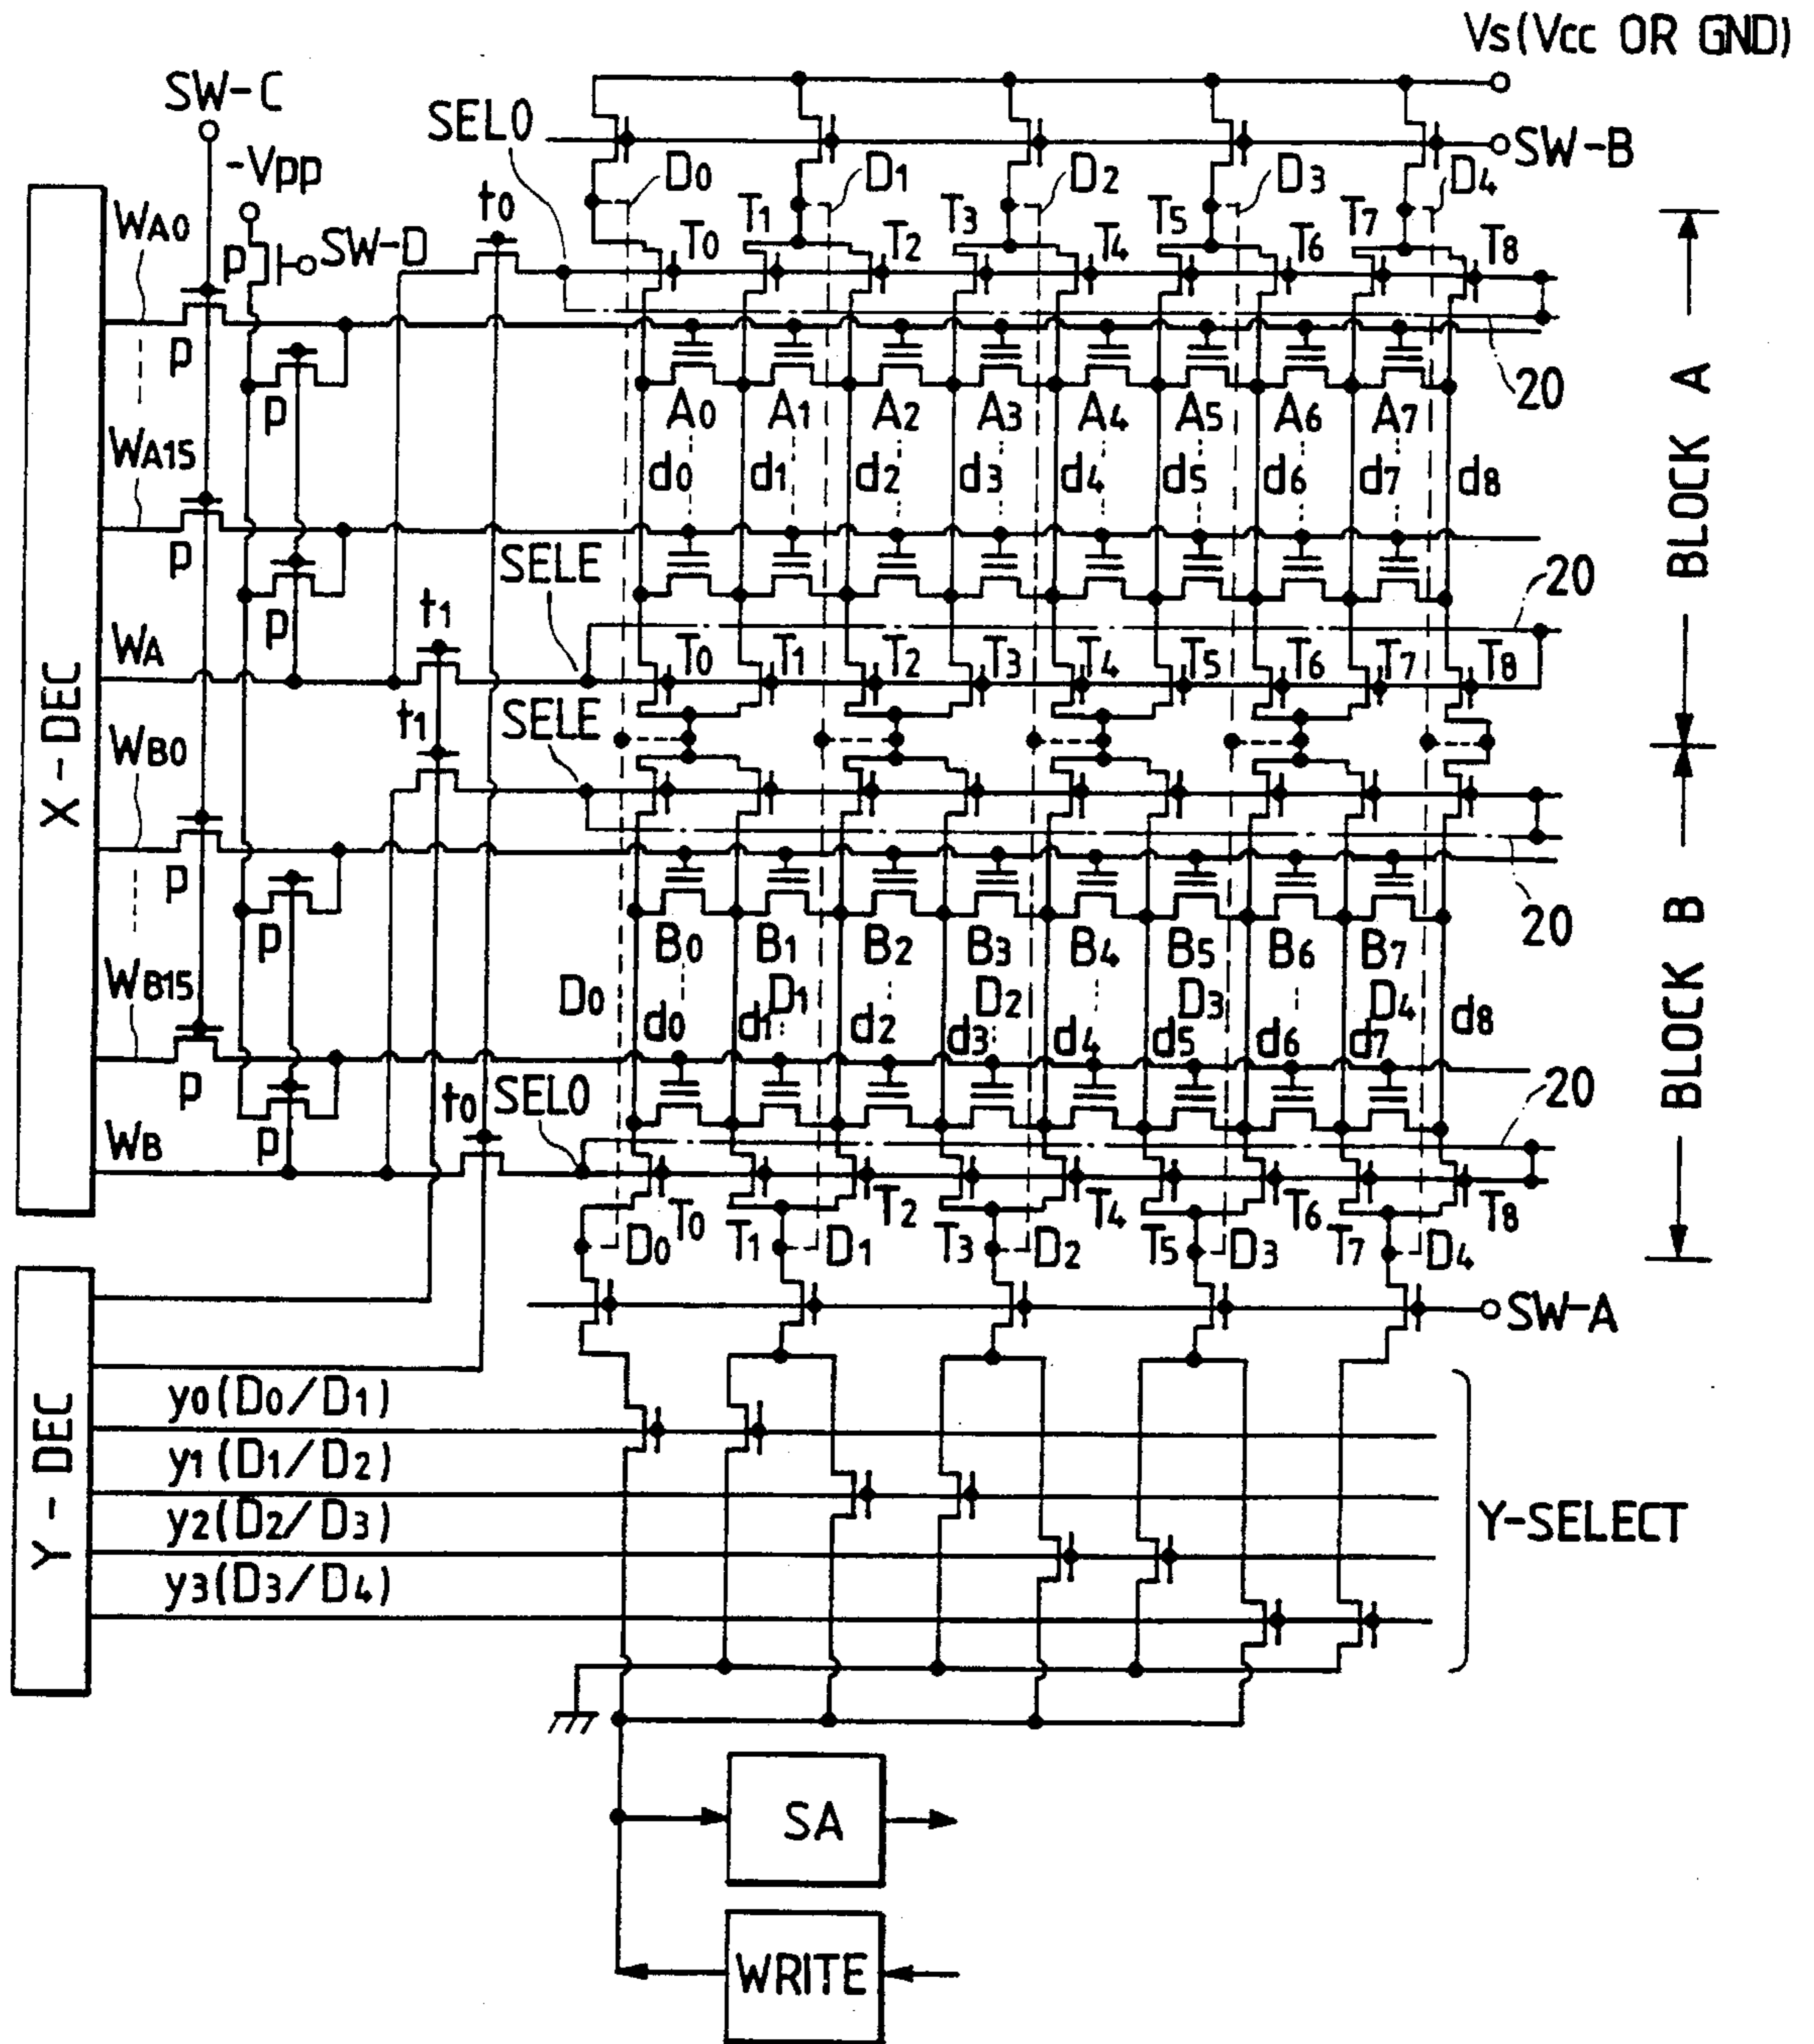 Vs(Vcc OR GND)
SW-C
SEL0
SW-B
-Vpp
D0 D1 D2 D3 D4
WA0
t0
SW-D
p
T0 T1 T2 T3 T4 T5 T6 T7 T8
p
p
20
A0 A1 A2 A3 A4 A5 A6 A7
WA15
d0 d1 d2 d3 d4 d5 d6 d7 d8
BLOCK A
p
SELE
20
p
t1
WA
T0 T1 T2 T3 T4 T5 T6 T7 T8
X-DEC
t1
SELE
WB0
p
20
p
B0 B1 B2 B3 B4 B5 B6 B7
BLOCK B
WB15
D0 D1 D2 D3 D4
d0 d1 d2 d3 d4 d5 d6 d7 d8
p
t0
SEL0
20
WB
p
T0 T1 T2 T3 T4 T5 T6 T7 T8
D0 D1 D2 D3 D4
SW-A
Y-DEC
y0(D0/D1)
y1(D1/D2)
y2(D2/D3)
y3(D3/D4)
Y-SELECT
SA
WRITE